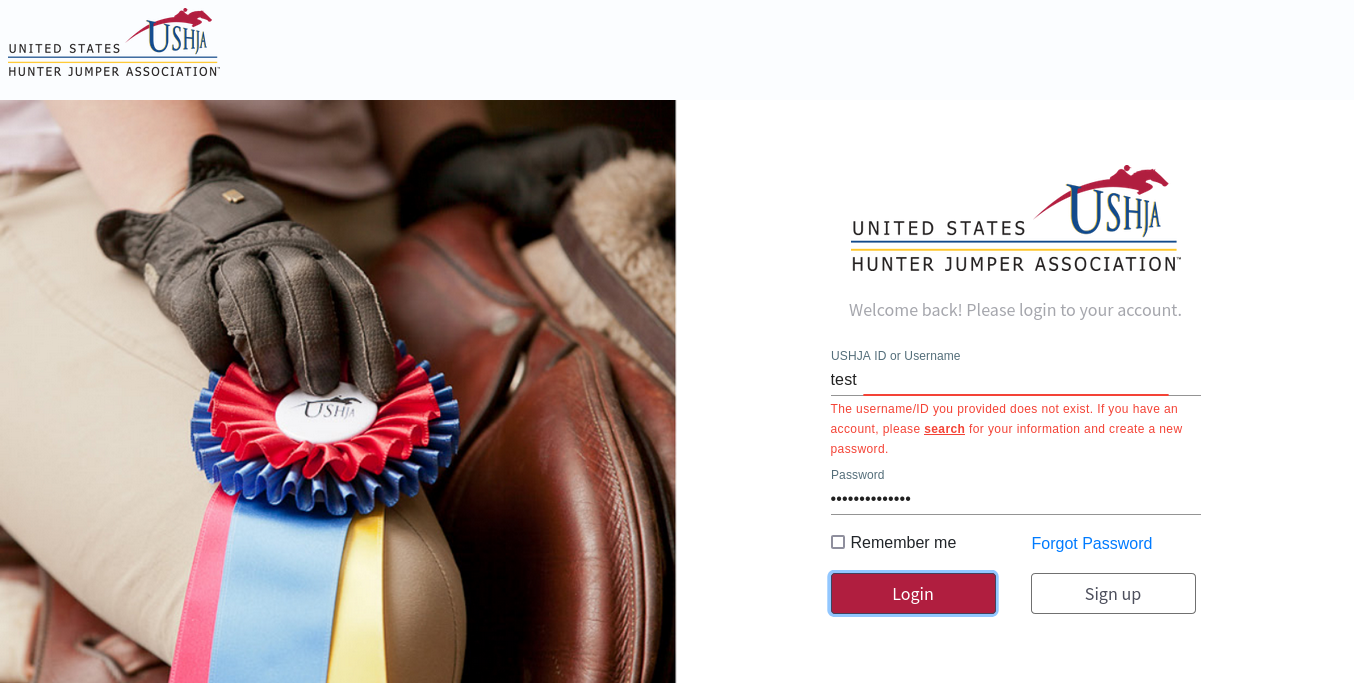 USHJA
UNITED STATES
HUNTER JUMPER ASSOCIATION™
USHJA
UNITED STATES
HUNTER JUMPER ASSOCIATION™
Welcome back! Please login to your account.
USHJA ID or Username
test
The username/ID you provided does not exist. If you have an
account, please search for your information and create a new
password.
Password
••••••••••••••
Remember me
Forgot Password
Login
Sign up
USHJA